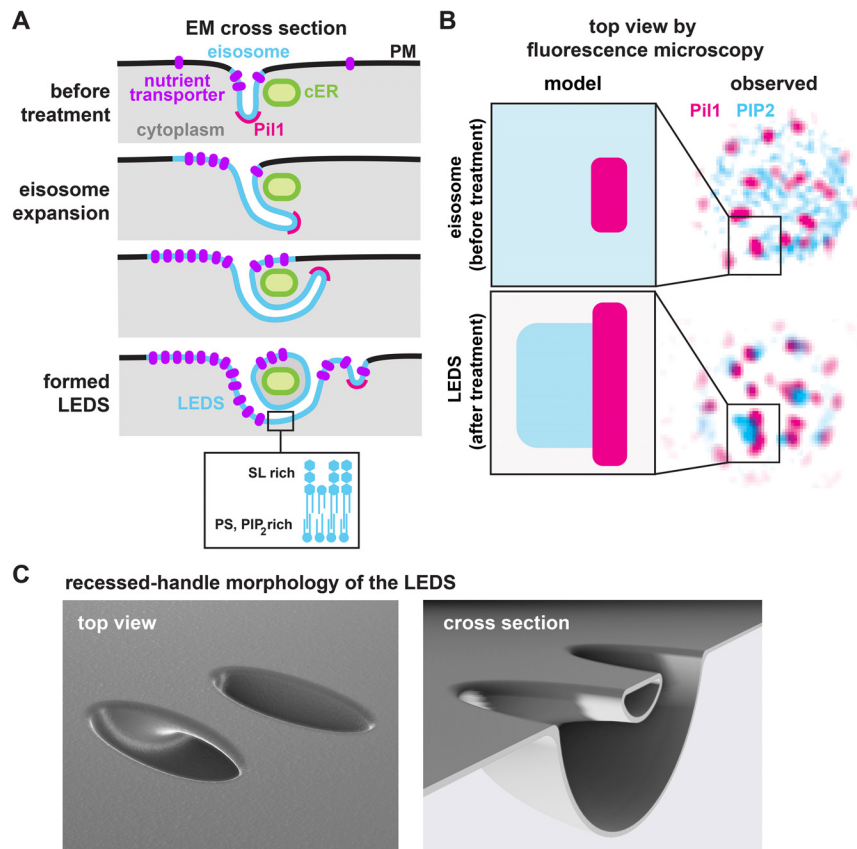 A
EM cross section
eisosome
PM
before
treatment
nutrient
transporter
cER
cytoplasm
Pil1
eisosome
expansion
formed
LEDS
LEDS
SL rich
PS, PIP2rich
B
top view by
fluorescence microscopy
model
observed
Pil1 PIP2
eisosome
(before treatment)
LEDS
(after treatment)
C
recessed-handle morphology of the LEDS
top view
cross section